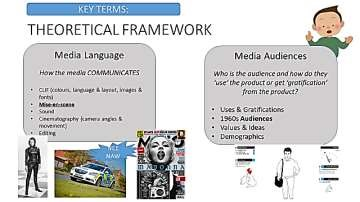 KEY TERMS:
THEORETICAL FRAMEWORK
Media Language
How the media COMMUNICATES
• CLIF (colours, language & layout, images & fonts)
• Mise-en-scene
• Sound
• Cinematography (camera angles & movement)
• Editing
NEE NAW
Media Audiences
Who is the audience and how do they
'use' the product or get 'gratification'
from the product?
• Uses & Gratifications
• 1960s Audiences
• Values & Ideas
• Demographics